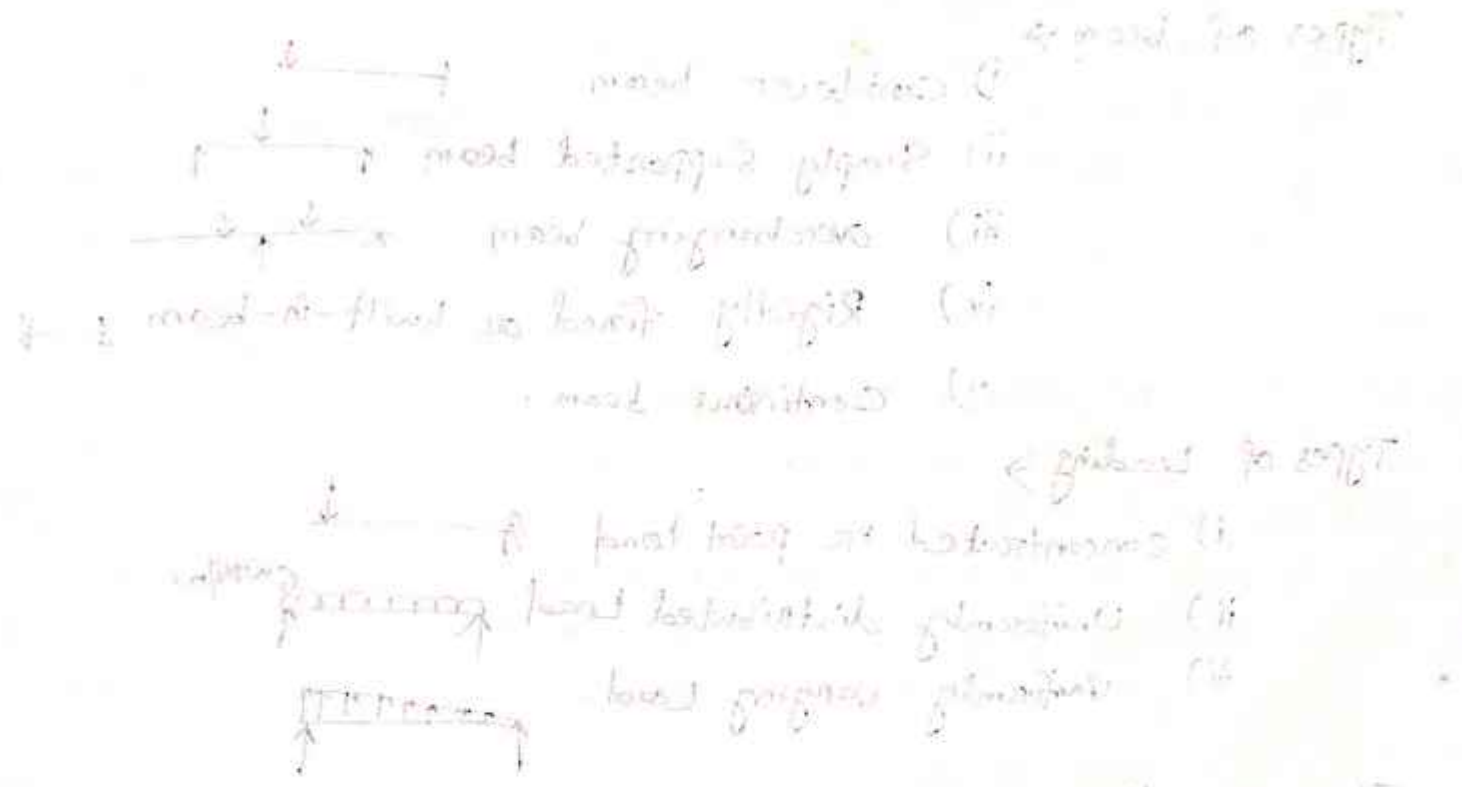 Types of beams
i) Cantilever beam
ii) Simply Supported beam
iii) overhanging beam
iv) Rigidly fixed or built-in-beam
v) Continuous beam.
Types of Loading >
i) concentrated or point load
ii) Uniformly distributed load
iii) Uniformly varying load